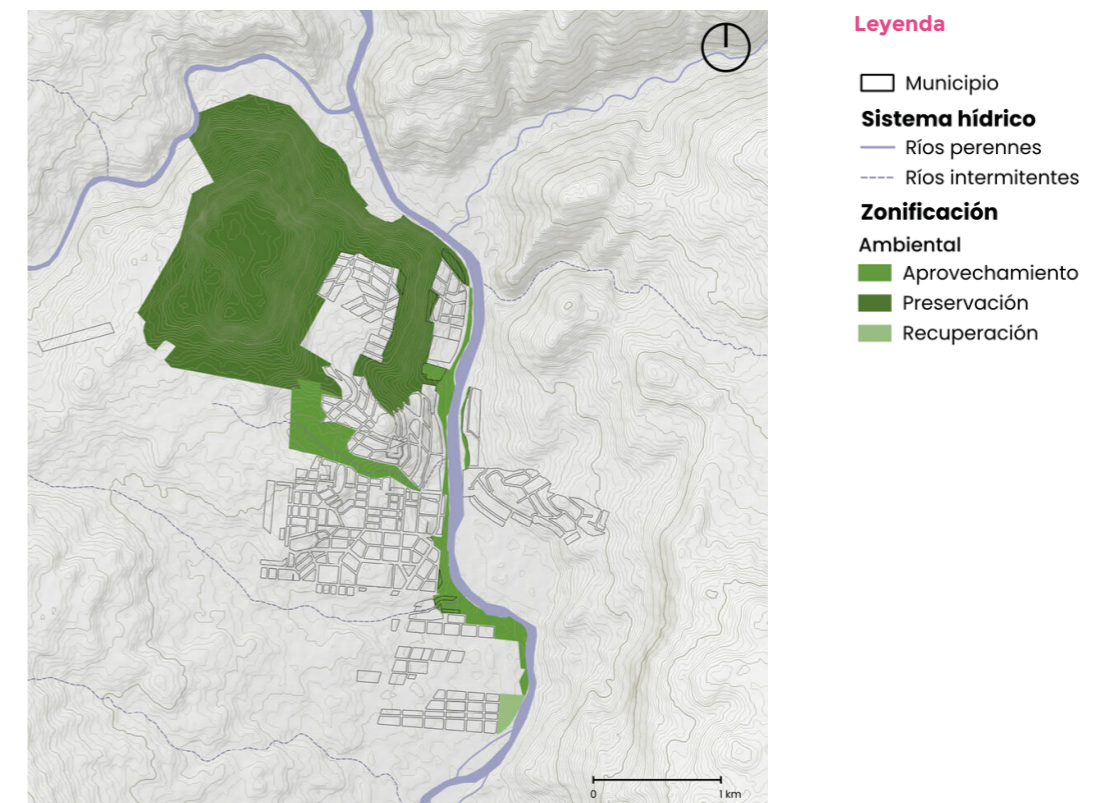 Leyenda
Municipio
Sistema hídrico
Ríos perennes
Ríos intermitentes
Zonificación
Ambiental
Aprovechamiento
Preservación
Recuperación
0 1 km